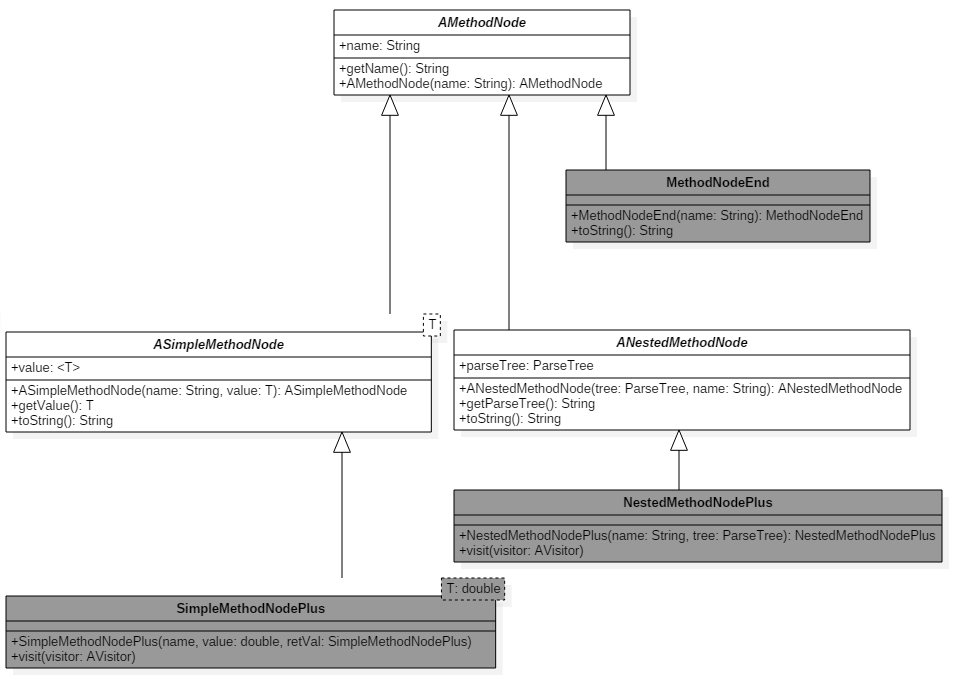 AMethodNode
+name: String
+getName(): String
+AMethodNode(name: String): AMethodNode
MethodNodeEnd
+MethodNodeEnd(name: String): MethodNodeEnd
+toString(): String
T
ASimpleMethodNode
+value: <T>
+ASimpleMethodNode(name: String, value: T): ASimpleMethodNode
+getValue(): T
+toString(): String
ANestedMethodNode
+parseTree: ParseTree
+ANestedMethodNode(tree: ParseTree, name: String): ANestedMethodNode
+getParseTree(): String
+toString(): String
NestedMethodNodePlus
+NestedMethodNodePlus(name: String, tree: ParseTree): NestedMethodNodePlus
+visit(visitor: AVisitor)
T: double
SimpleMethodNodePlus
+SimpleMethodNodePlus(name, value: double, retVal: SimpleMethodNodePlus)
+visit(visitor: AVisitor)